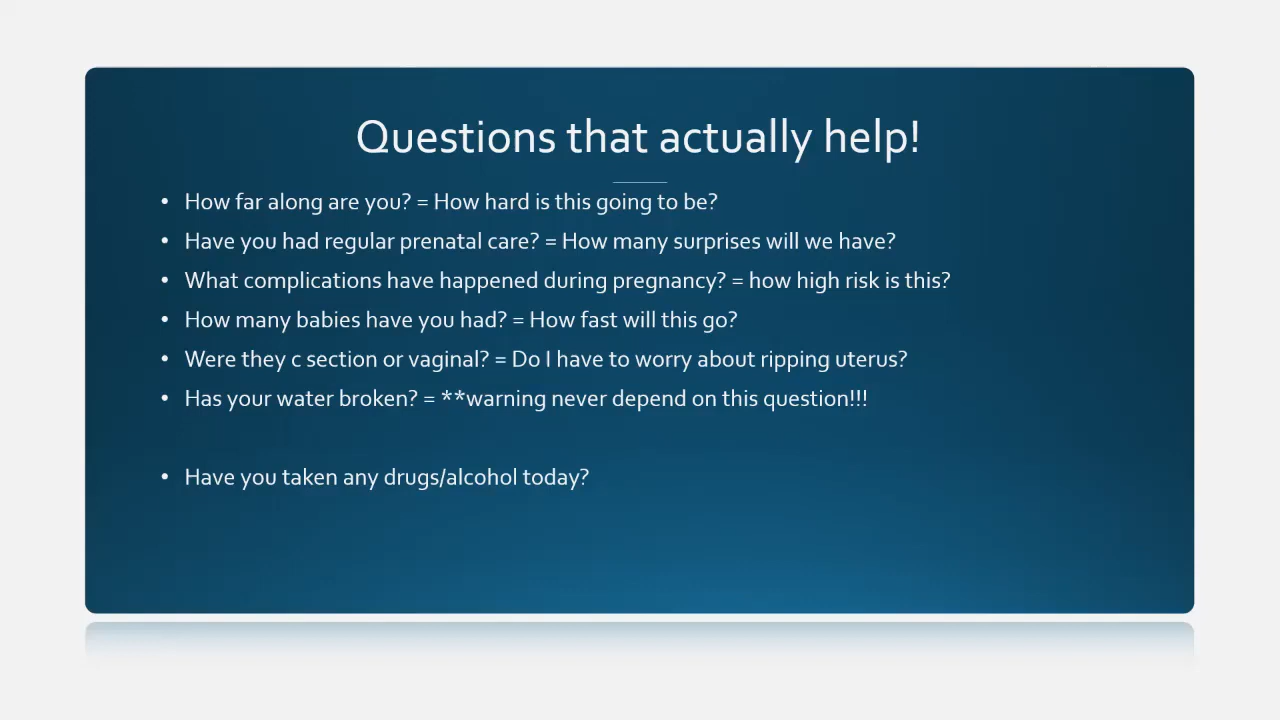 Questions that actually help!
• How far along are you? = How hard is this going to be?
• Have you had regular prenatal care? = How many surprises will we have?
• What complications have happened during pregnancy? = how high risk is this?
• How many babies have you had? = How fast will this go?
• Were they c section or vaginal? = Do I have to worry about ripping uterus?
• Has your water broken? = **warning never depend on this question!!!
• Have you taken any drugs/alcohol today?